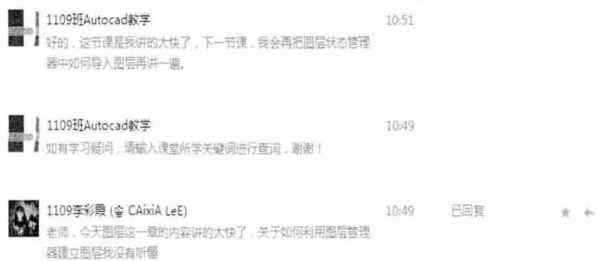 1109班Autocad教学
10:51
好的，这节课是我讲的太快了，下一节课，我会再把图层状态管理
器中如何导入图层再讲一遍。
1109班Autocad教学
10:49
如有学习疑问，请输入课堂所学关键词进行查词，谢谢！
1109李彩霞 (CAixiA LeE)
10:49
已回复
老师，今天图层这一章的内容讲的太快了，关于如何利用图层管理
器建立图层我没有听懂